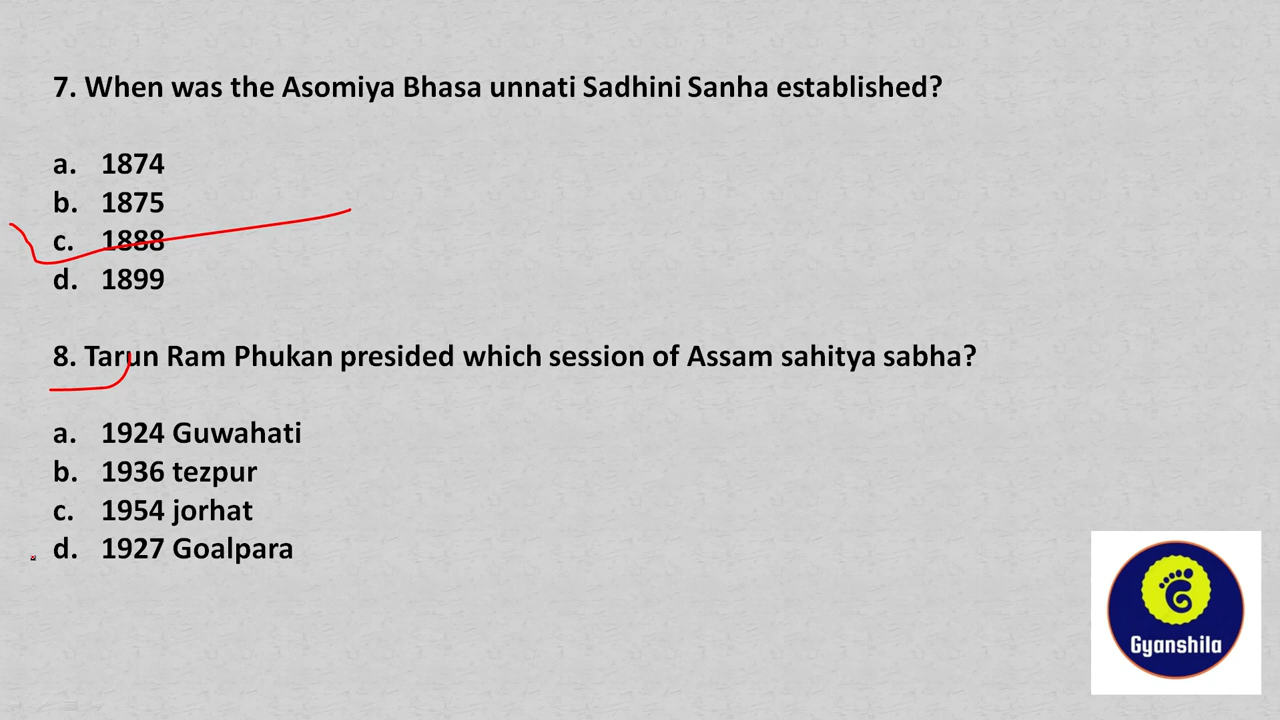 7. When was the Asomiya Bhasa unnati Sadhini Sanha established?
a. 1874
b. 1875
c. 1888
d. 1899
8. Tarun Ram Phukan presided which session of Assam sahitya sabha?
a. 1924 Guwahati
b. 1936 tezpur
c. 1954 jorhat
d. 1927 Goalpara
Gyanshila